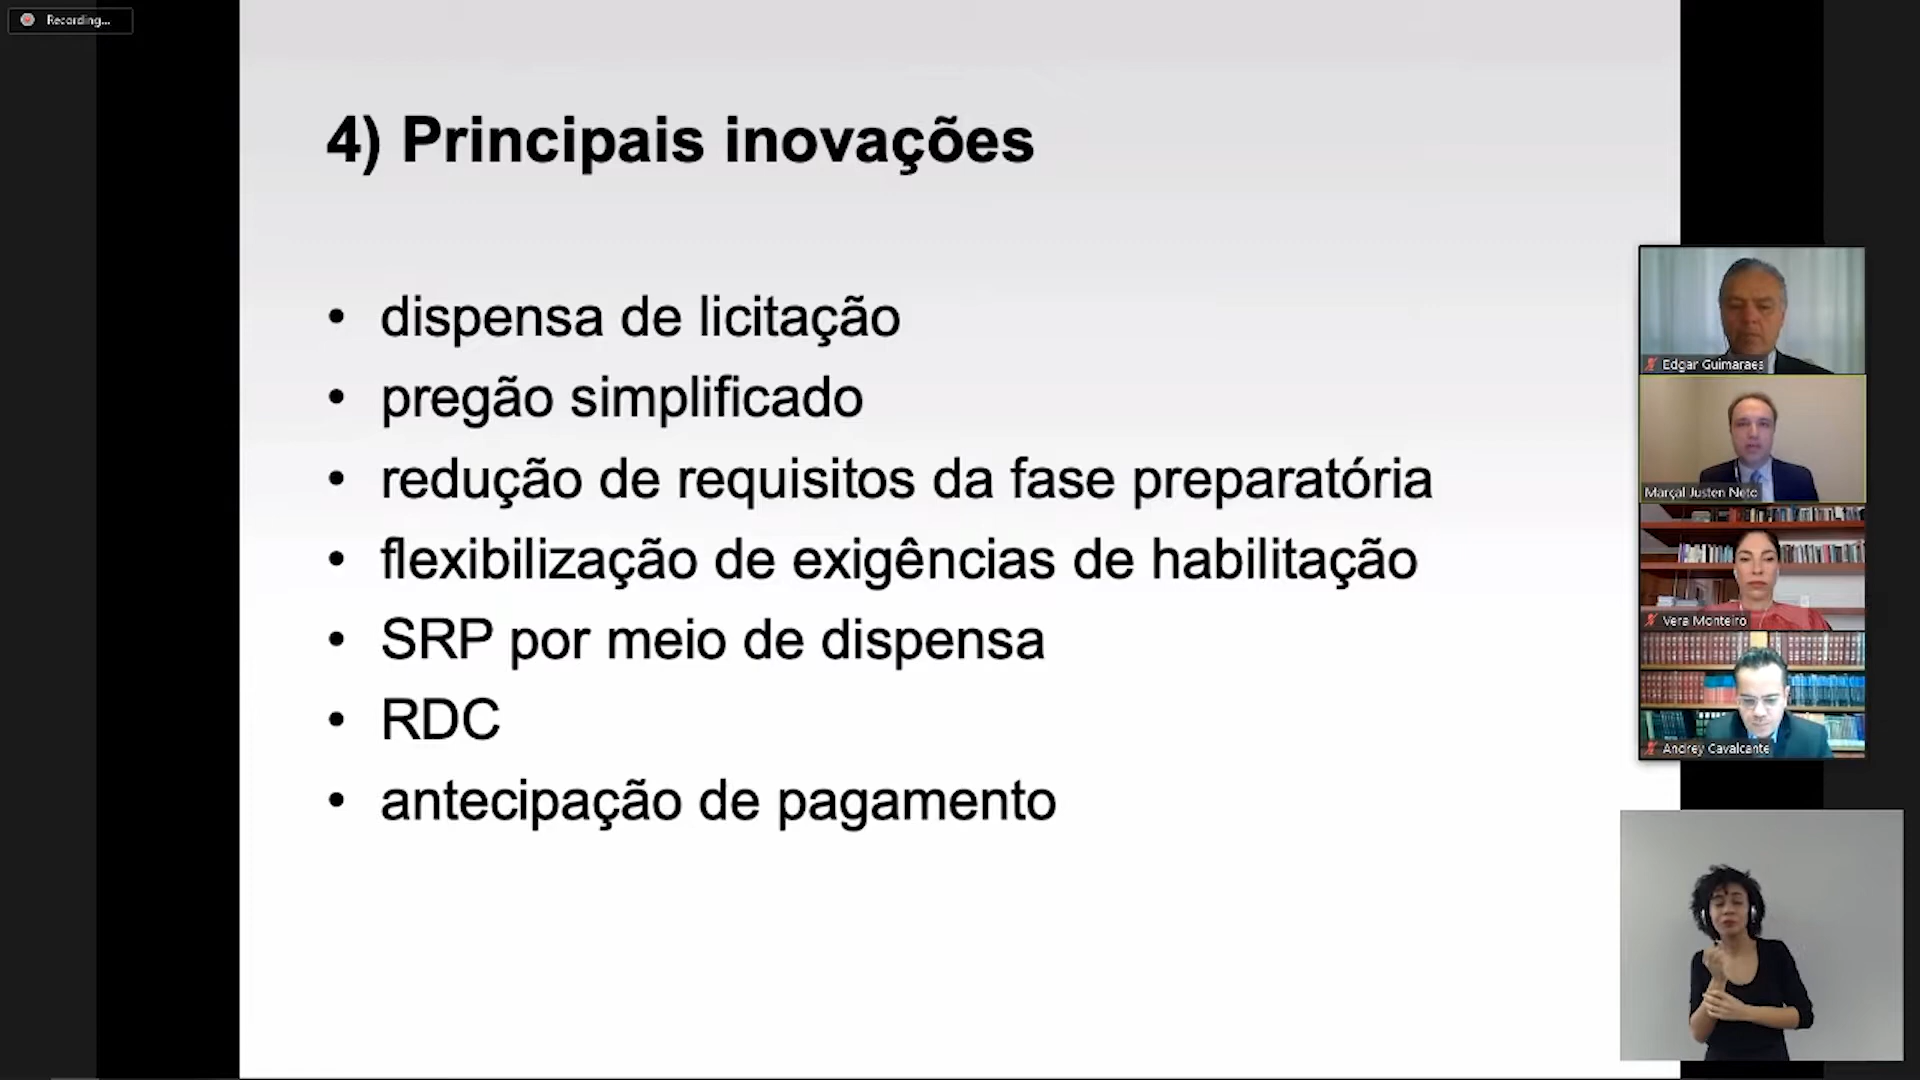 Recording...
4) Principais inovações
• dispensa de licitação
• pregão simplificado
• redução de requisitos da fase preparatória
• flexibilização de exigências de habilitação
• SRP por meio de dispensa
• RDC
• antecipação de pagamento
Edgar Guimaraes
Marçal Justen Neto
Vera Monteiro
Andrey Cavalcante